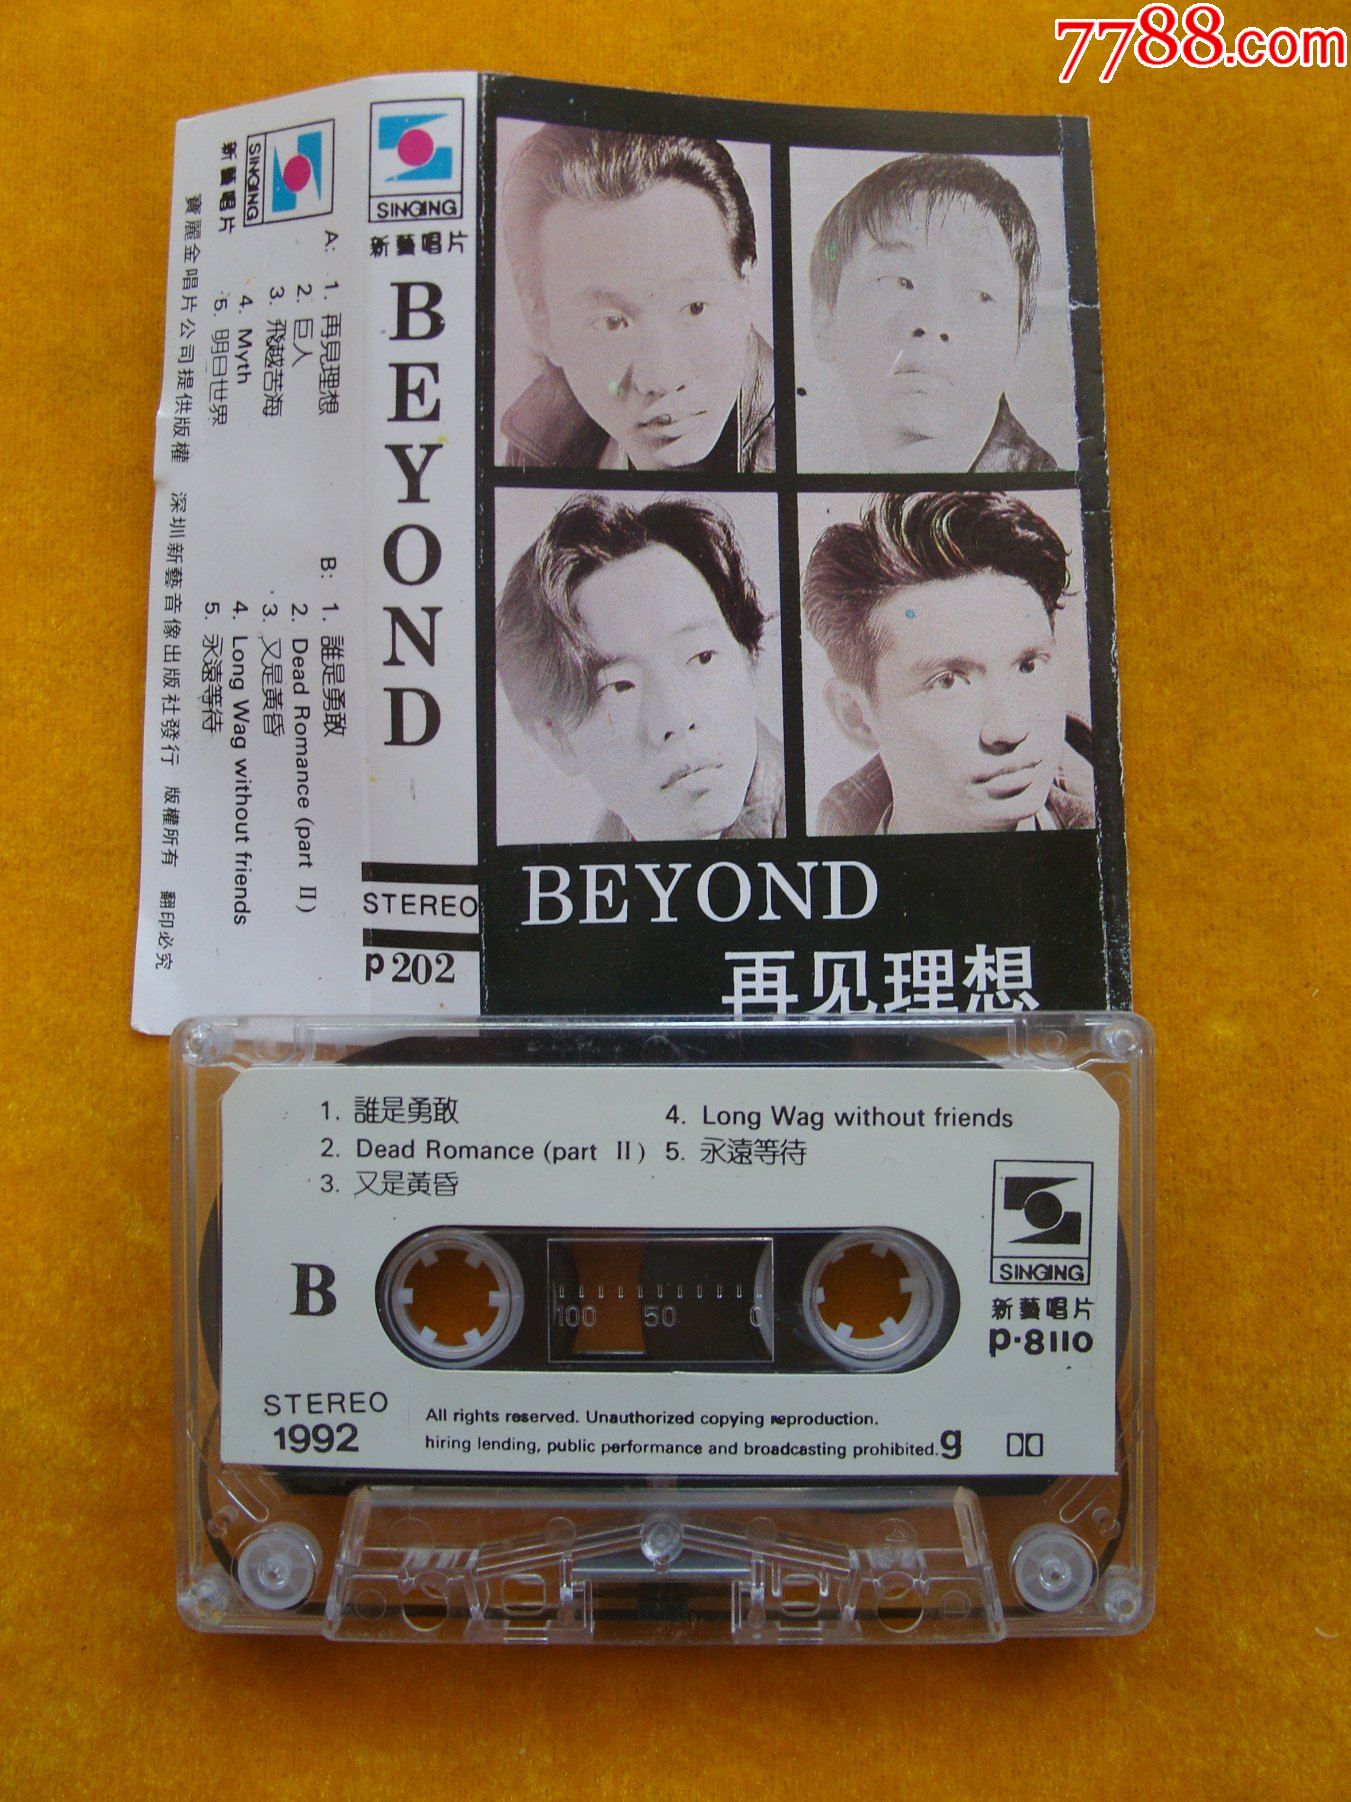 7788.com
SINGING
新藝唱片
寶麗金唱片公司提供版權 深圳新藝音像出版社發行 版權所有 翻印必究
A: 1. 再見理想
2. 巨人
3. 飛越苦海
4. Myth
5. 明日世界
B: 1. 誰是勇敢
2. Dead Romance (part II)
3. 又是黃昏
4. Long Wag without friends
5. 永遠等待
SINGING
新藝唱片
BEYOND
STEREO
P202
BEYOND
再见理想
1. 誰是勇敢
2. Dead Romance (part II)
3. 又是黃昏
4. Long Wag without friends
5. 永遠等待
SINGING
新藝唱片
P·8110
B
100 50 0
STEREO
1992
All rights reserved. Unauthorized copying reproduction.
hiring lending, public performance and broadcasting prohibited. g